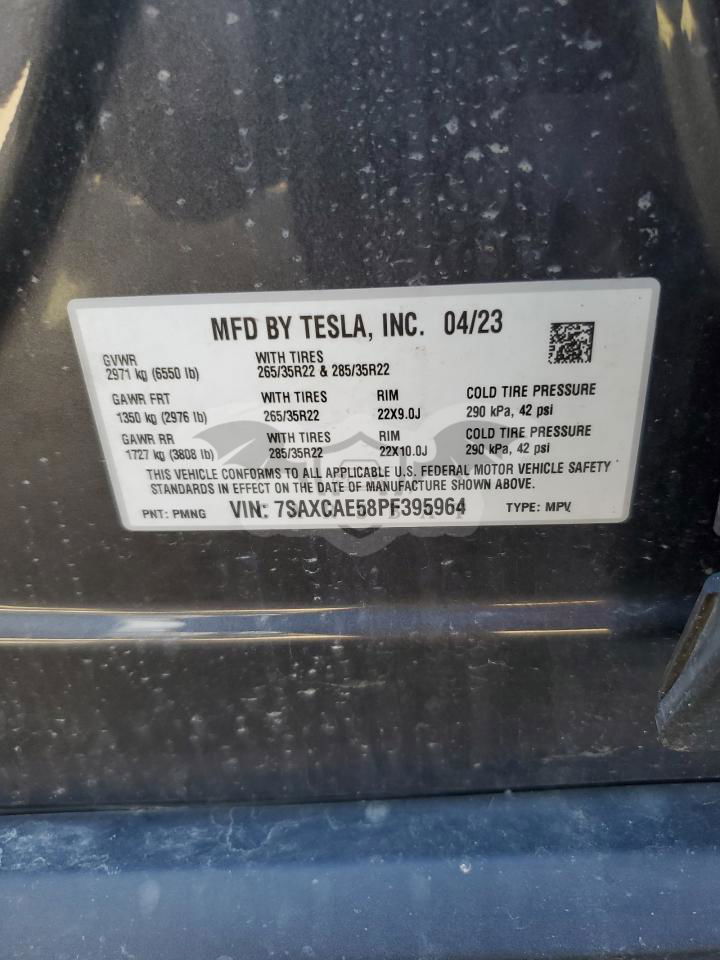 MFD BY TESLA, INC. 04/23
GVWR WITH TIRES
2971 kg (6550 lb) 265/35R22 & 285/35R22
GAWR FRT WITH TIRES RIM COLD TIRE PRESSURE
1350 kg (2976 lb) 265/35R22 22X9.0J 290 kPa, 42 psi
GAWR RR WITH TIRES RIM COLD TIRE PRESSURE
1727 kg (3808 lb) 285/35R22 22X10.0J 290 kPa, 42 psi
THIS VEHICLE CONFORMS TO ALL APPLICABLE U.S. FEDERAL MOTOR VEHICLE SAFETY
STANDARDS IN EFFECT ON THE DATE OF MANUFACTURE SHOWN ABOVE.
PNT: PMNG VIN: 7SAXCAE58PF395964 TYPE: MPV